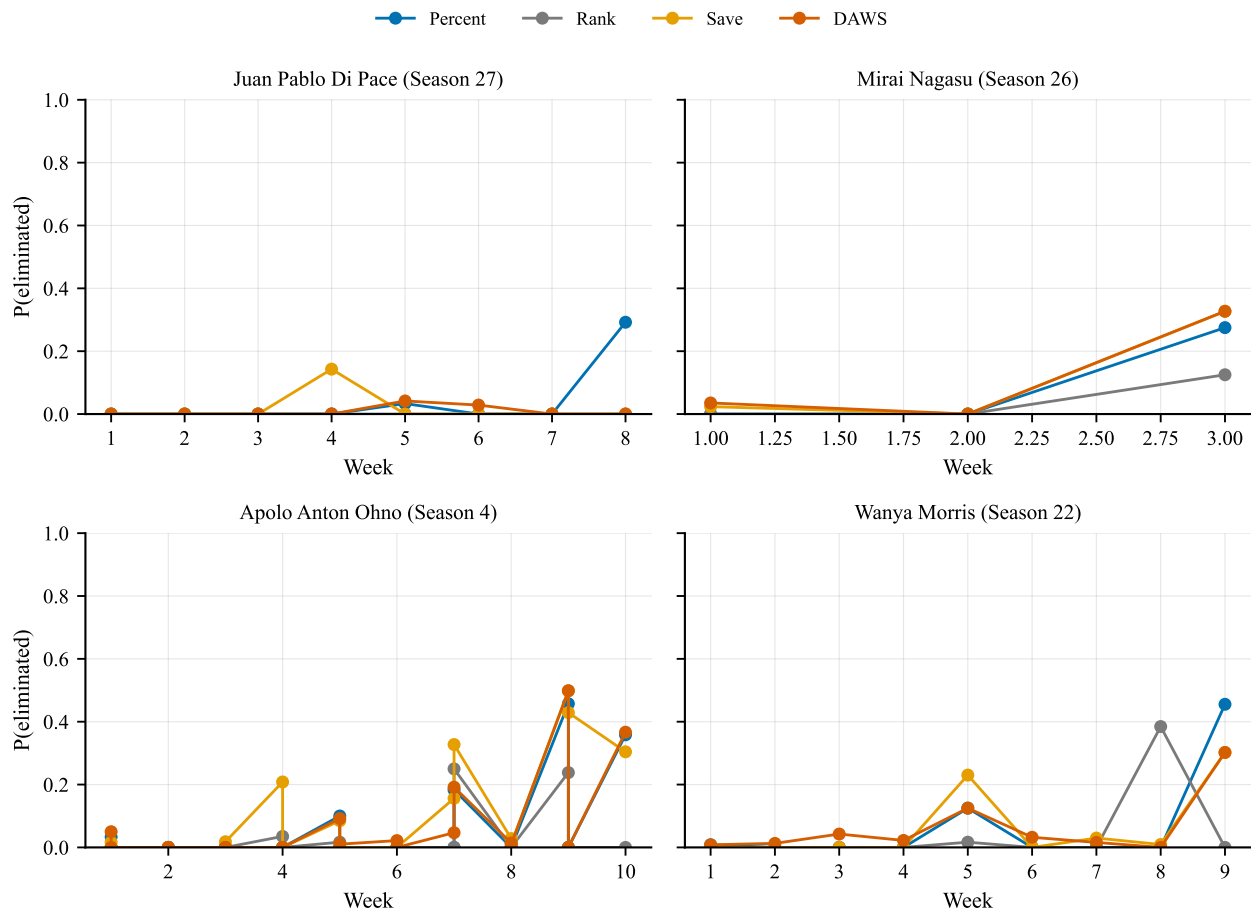 Percent Rank Save DAWS
Juan Pablo Di Pace (Season 27)
Mirai Nagasu (Season 26)
1.0
0.8
0.6
0.4
0.2
0.0
P(eliminated)
1 2 3 4 5 6 7 8
Week
1.00 1.25 1.50 1.75 2.00 2.25 2.50 2.75 3.00
Week
Apolo Anton Ohno (Season 4)
Wanya Morris (Season 22)
1.0
0.8
0.6
0.4
0.2
0.0
P(eliminated)
2 4 6 8 10
Week
1 2 3 4 5 6 7 8 9
Week